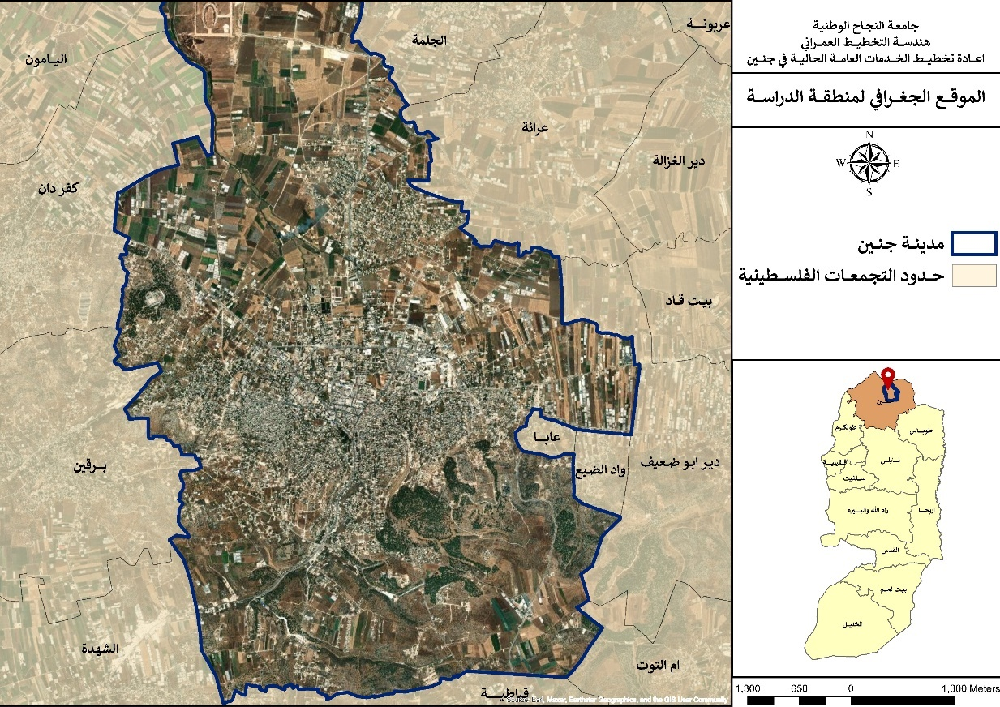 جامعة النجاح الوطنية
هندسة التخطيط العمراني
اعادة تخطيط الخدمات العامة الحالية في جنين
الموقع الجغرافي لمنطقة الدراسة
N
W E
S
مدينة جنين
حدود التجمعات الفلسطينية
عربونة
الجلمة
اليامون
عرانة
دير الغزالة
كفر دان
بيت قاد
عابا
واد الضبع
دير ابو ضعيف
برقين
الشهدة
ام التوت
قباطية
Source: Esri, Maxar, Earthstar Geographics, and the GIS User Community
جنين
طولكرم
طوباس
نابلس
قلقيلية
سلفيت
رام الله والبيرة
اريحا
القدس
بيت لحم
الخليل
1,300 650 0 1,300 Meters